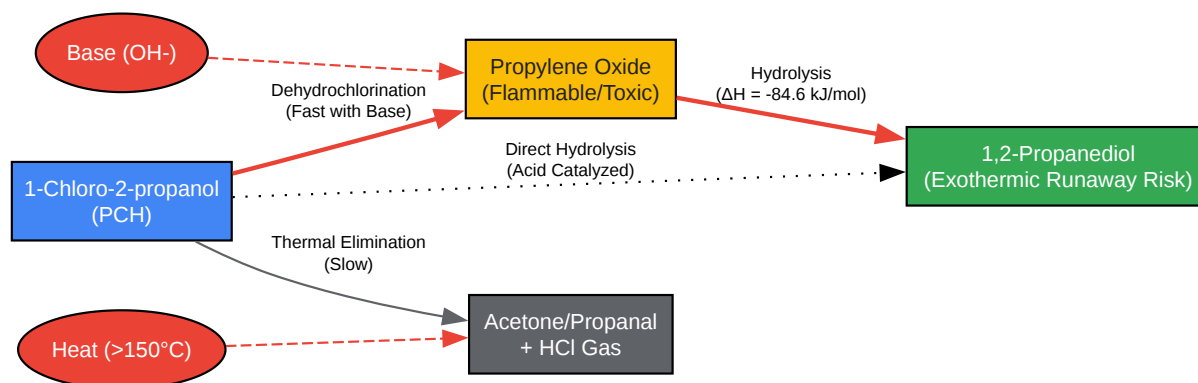 Base (OH-)
Propylene Oxide
(Flammable/Toxic)
Hydrolysis
(ΔH = -84.6 kJ/mol)
Dehydrochlorination
(Fast with Base)
Direct Hydrolysis
(Acid Catalyzed)
1,2-Propanediol
(Exothermic Runaway Risk)
1-Chloro-2-propanol
(PCH)
Thermal Elimination
(Slow)
Acetone/Propanal
+ HCl Gas
Heat (>150°C)